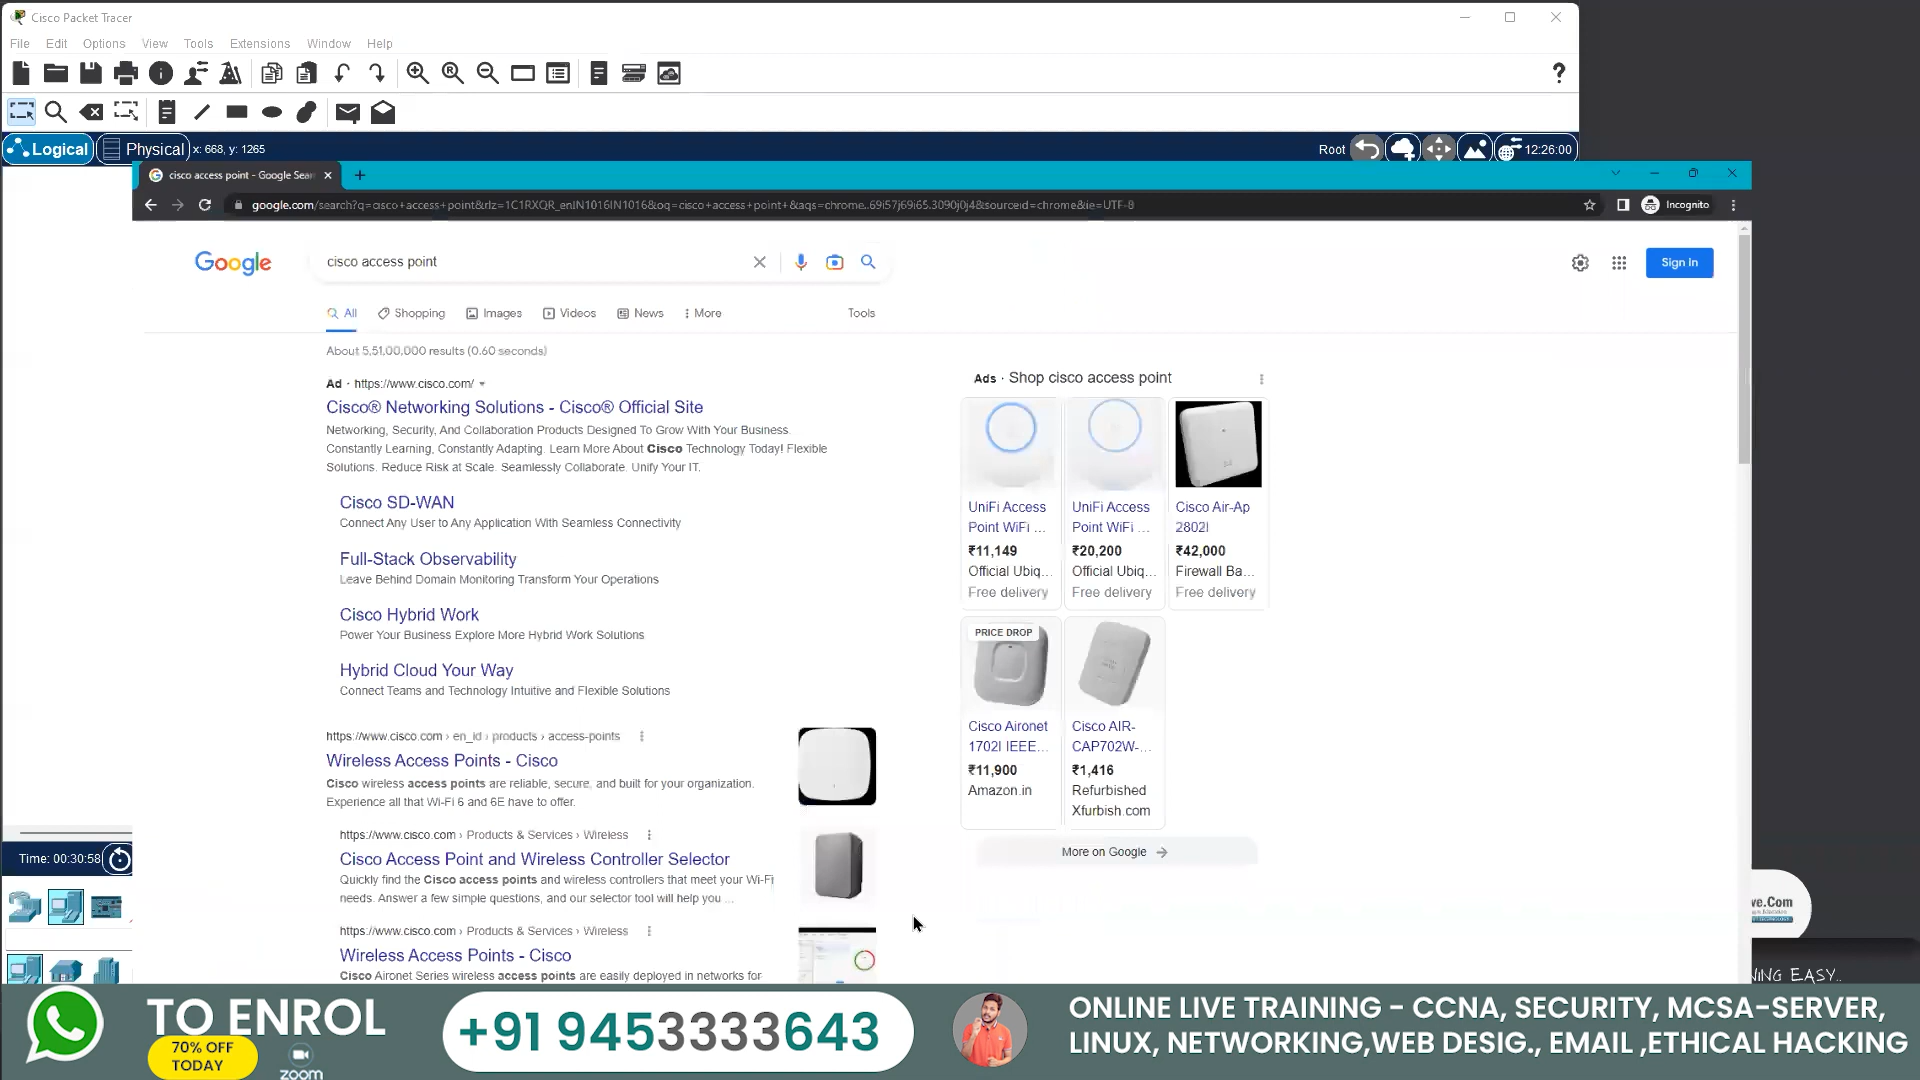 Cisco Packet Tracer
File Edit Options View Tools Extensions Window Help
Logical Physical x: 668, y: 1265
Root 12:26:00
cisco access point - Google Sear
google.com/search?q=cisco+access+point&rlz=1C1RXQR_enIN1016IN1016&oq=cisco+access+point+&aqs=chrome..69i57j69i65.3090j0j4&sourceid=chrome&ie=UTF-8
Incognito
Google
cisco access point
Sign In
All Shopping Images Videos News More Tools
About 5,51,00,000 results (0.60 seconds)
Ad · https://www.cisco.com/
Cisco® Networking Solutions - Cisco® Official Site
Networking, Security, And Collaboration Products Designed To Grow With Your Business.
Constantly Learning, Constantly Adapting. Learn More About Cisco Technology Today! Flexible
Solutions. Reduce Risk at Scale. Seamlessly Collaborate. Unify Your IT.
Cisco SD-WAN
Connect Any User to Any Application With Seamless Connectivity
Full-Stack Observability
Leave Behind Domain Monitoring Transform Your Operations
Cisco Hybrid Work
Power Your Business Explore More Hybrid Work Solutions
Hybrid Cloud Your Way
Connect Teams and Technology Intuitive and Flexible Solutions
https://www.cisco.com › en_id › products › access-points
Wireless Access Points - Cisco
Cisco wireless access points are reliable, secure, and built for your organization.
Experience all that Wi-Fi 6 and 6E have to offer.
https://www.cisco.com › Products & Services › Wireless
Cisco Access Point and Wireless Controller Selector
Quickly find the Cisco access points and wireless controllers that meet your Wi-Fi
needs. Answer a few simple questions, and our selector tool will help you ...
https://www.cisco.com › Products & Services › Wireless
Wireless Access Points - Cisco
Cisco Aironet Series wireless access points are easily deployed in networks for
Ads · Shop cisco access point
UniFi Access
Point WiFi ...
₹11,149
Official Ubiq...
Free delivery
UniFi Access
Point WiFi ...
₹20,200
Official Ubiq...
Free delivery
Cisco Air-Ap
2802I
₹42,000
Firewall Ba...
Free delivery
PRICE DROP
Cisco Aironet
1702I IEEE...
₹11,900
Amazon.in
Cisco AIR-
CAP702W-...
₹1,416
Refurbished
Xfurbish.com
More on Google →
Time: 00:30:58
ve.Com
NING EASY..
TO ENROL
70% OFF
TODAY
zoom
+91 9453333643
ONLINE LIVE TRAINING - CCNA, SECURITY, MCSA-SERVER,
LINUX, NETWORKING,WEB DESIG., EMAIL ,ETHICAL HACKING